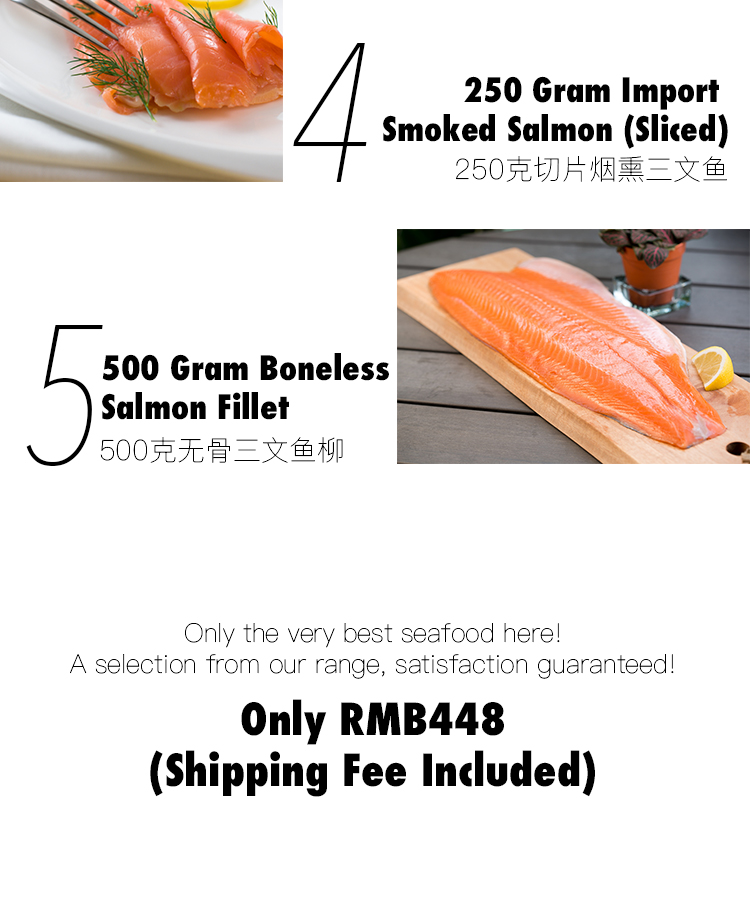 4
250 Gram Import
Smoked Salmon (Sliced)
250克切片烟熏三文鱼
5
500 Gram Boneless
Salmon Fillet
500克无骨三文鱼柳
Only the very best seafood here!
A selection from our range, satisfaction guaranteed!
Only RMB448
(Shipping Fee Included)